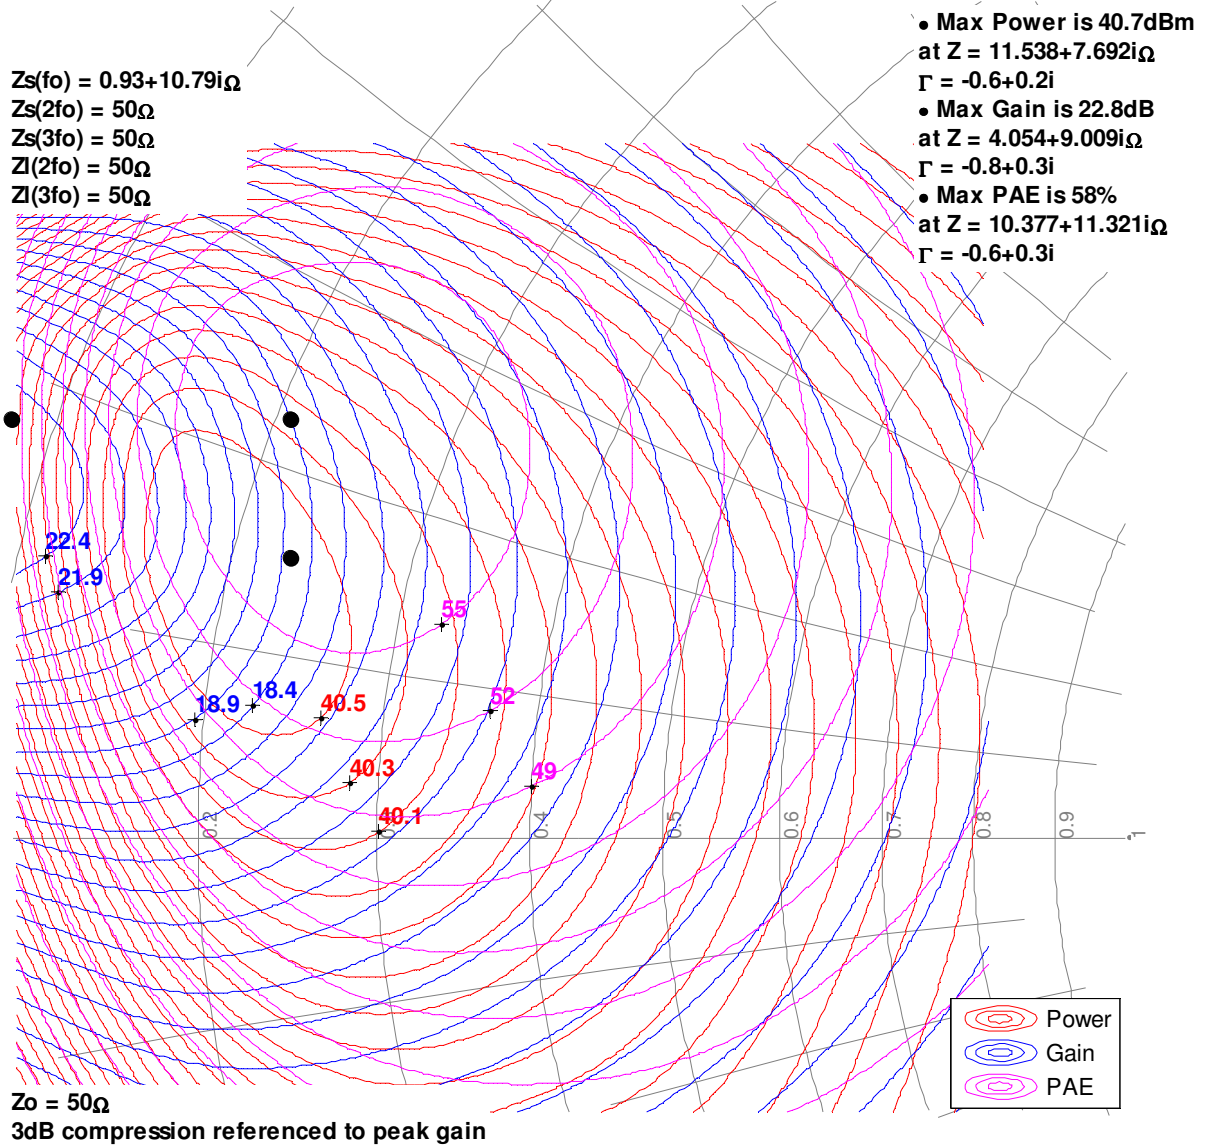 • Max Power is 40.7dBm
at Z = 11.538+7.692iΩ
Γ = -0.6+0.2i
• Max Gain is 22.8dB
at Z = 4.054+9.009iΩ
Γ = -0.8+0.3i
• Max PAE is 58%
at Z = 10.377+11.321iΩ
Γ = -0.6+0.3i
Zs(fo) = 0.93+10.79iΩ
Zs(2fo) = 50Ω
Zs(3fo) = 50Ω
Zl(2fo) = 50Ω
Zl(3fo) = 50Ω
22.4
21.9
55
18.9
18.4
40.5
52
40.3
49
40.1
0.2
0.4
0.5
0.6
0.7
0.8
0.9
1
Power
Gain
PAE
Zo = 50Ω
3dB compression referenced to peak gain